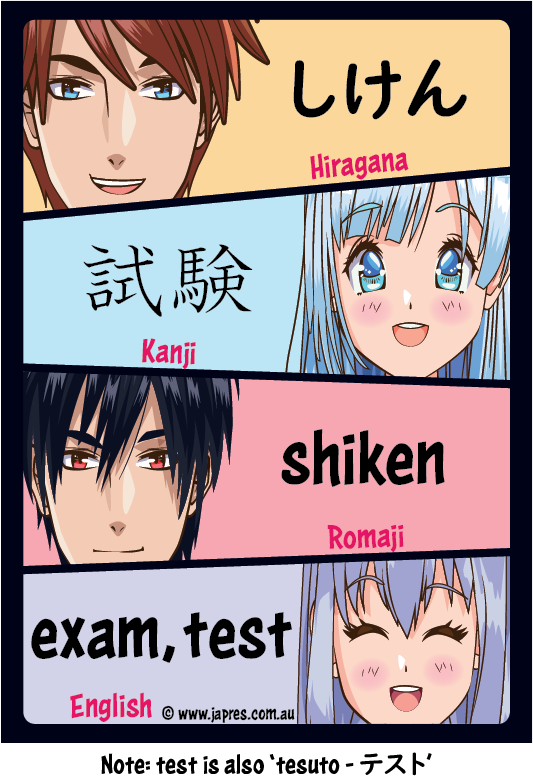 しけん
Hiragana
試験
Kanji
shiken
Romaji
exam, test
English © www.japres.com.au
Note: test is also ‘tesuto - テスト’